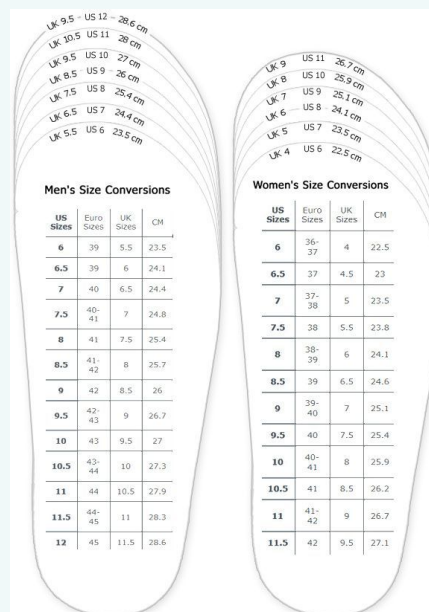 UK 9.5 - US 12 - 28.6 cm
UK 10.5 US 11 28 cm
UK 9.5 US 10 27 cm
UK 8.5 US 9 26 cm
UK 7.5 US 8 25.4 cm
UK 6.5 US 7 24.4 cm
UK 5.5 US 6 23.5 cm
Men's Size Conversions
US Sizes Euro Sizes UK Sizes CM
6 39 5.5 23.5
6.5 39 6 24.1
7 40 6.5 24.4
7.5 40-41 7 24.8
8 41 7.5 25.4
8.5 41-42 8 25.7
9 42 8.5 26
9.5 42-43 9 26.7
10 43 9.5 27
10.5 43-44 10 27.3
11 44 10.5 27.9
11.5 44-45 11 28.3
12 45 11.5 28.6
UK 9 US 11 26.7 cm
UK 8 US 10 25.9 cm
UK 7 US 9 25.1 cm
UK 6 US 8 24.1 cm
UK 5 US 7 23.5 cm
UK 4 US 6 22.5 cm
Women's Size Conversions
US Sizes Euro Sizes UK Sizes CM
6 36-37 4 22.5
6.5 37 4.5 23
7 37-38 5 23.5
7.5 38 5.5 23.8
8 38-39 6 24.1
8.5 39 6.5 24.6
9 39-40 7 25.1
9.5 40 7.5 25.4
10 40-41 8 25.9
10.5 41 8.5 26.2
11 41-42 9 26.7
11.5 42 9.5 27.1